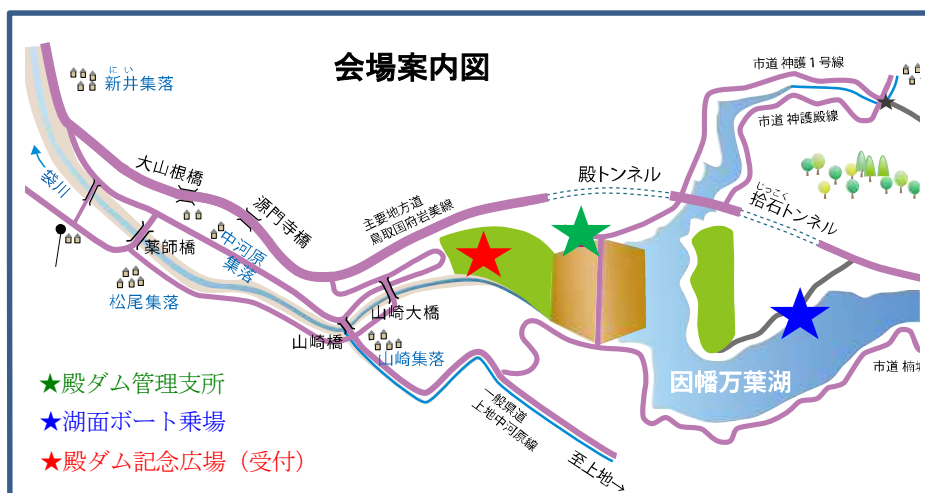 会場案内図
にい
新井集落
袋川
大山根橋
源門寺橋
薬師橋
中河原
集落
松尾集落
主要地方道
鳥取国府岩美線
殿トンネル
じっこく
拾石トンネル
市道 神護1号線
市道 神護殿線
山崎大橋
山崎橋
山崎集落
因幡万葉湖
一般県道
上地中河原線
至上地→
★殿ダム管理支所
★湖面ボート乗場
★殿ダム記念広場（受付）